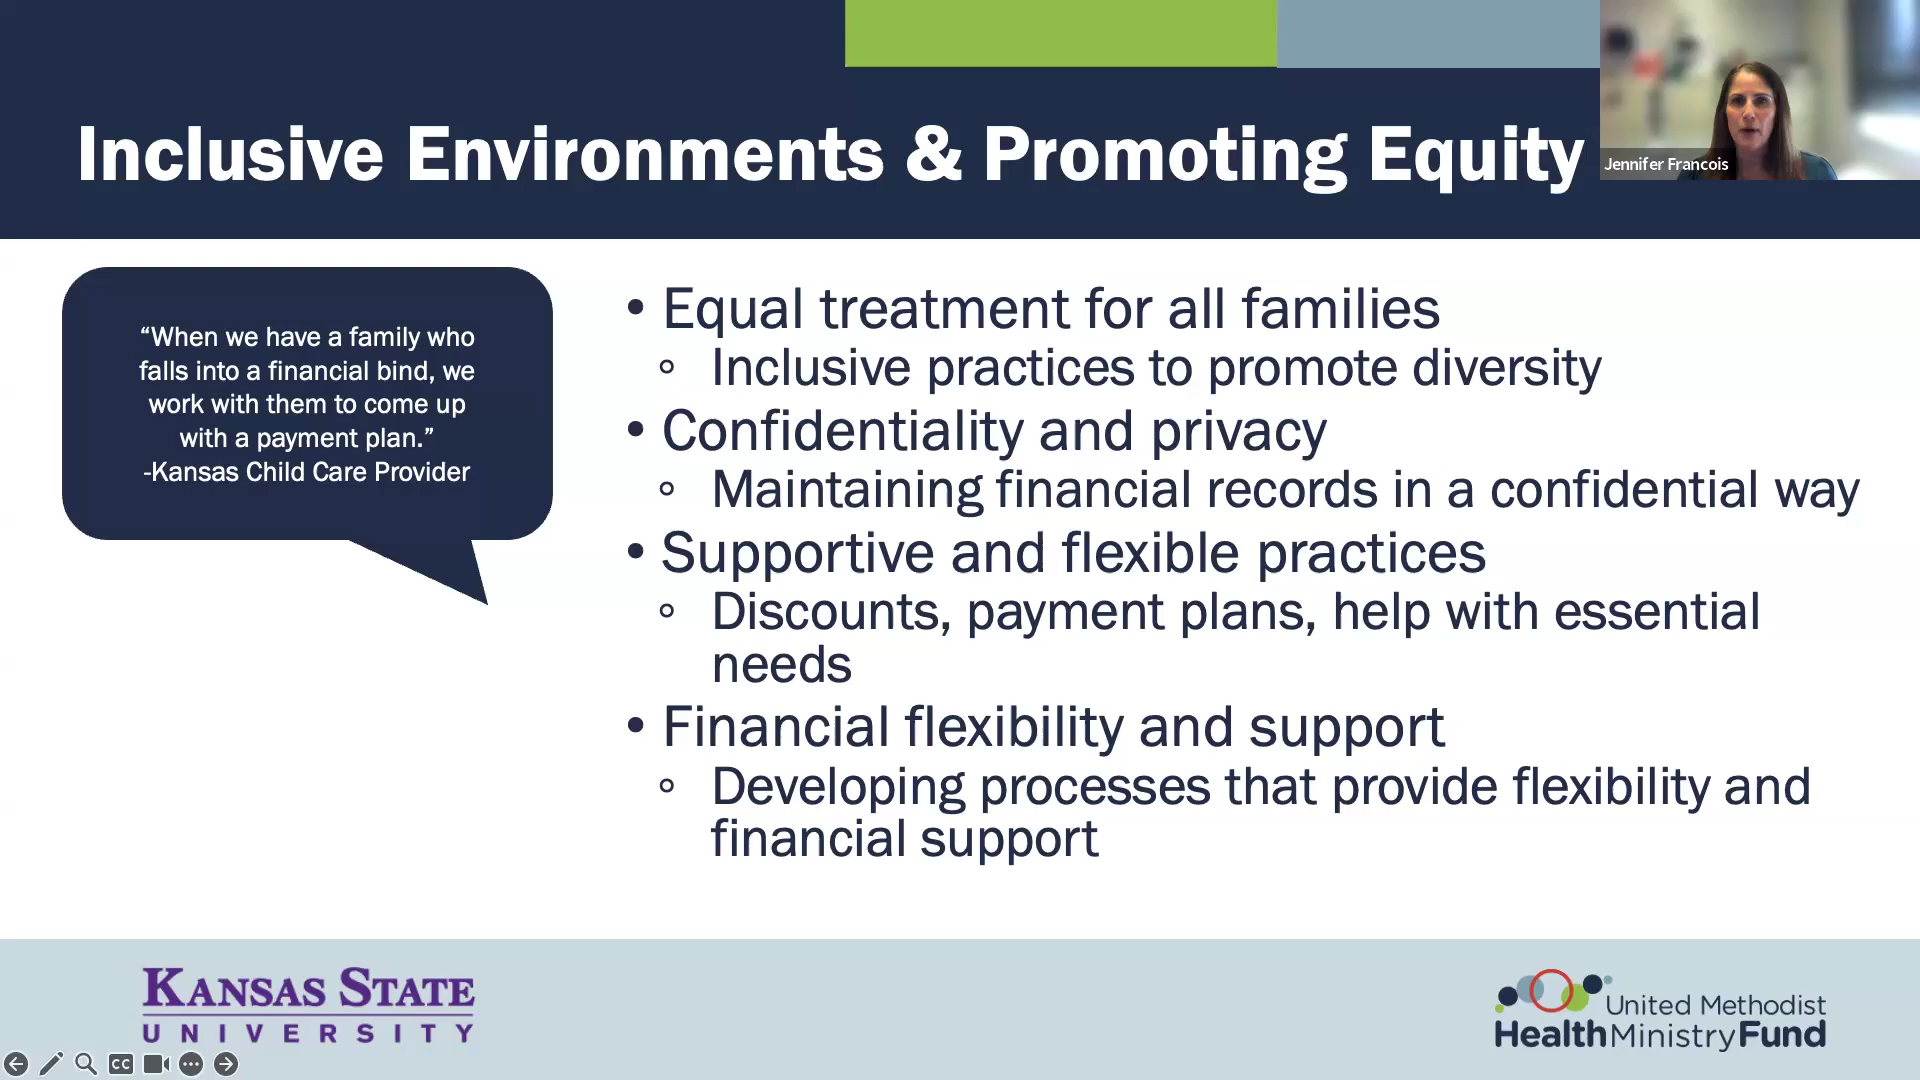 Inclusive Environments & Promoting Equity
Jennifer Francois
“When we have a family who
falls into a financial bind, we
work with them to come up
with a payment plan.”
-Kansas Child Care Provider
• Equal treatment for all families
◦ Inclusive practices to promote diversity
• Confidentiality and privacy
◦ Maintaining financial records in a confidential way
• Supportive and flexible practices
◦ Discounts, payment plans, help with essential
needs
• Financial flexibility and support
◦ Developing processes that provide flexibility and
financial support
KANSAS STATE
UNIVERSITY
United Methodist
HealthMinistryFund
CC